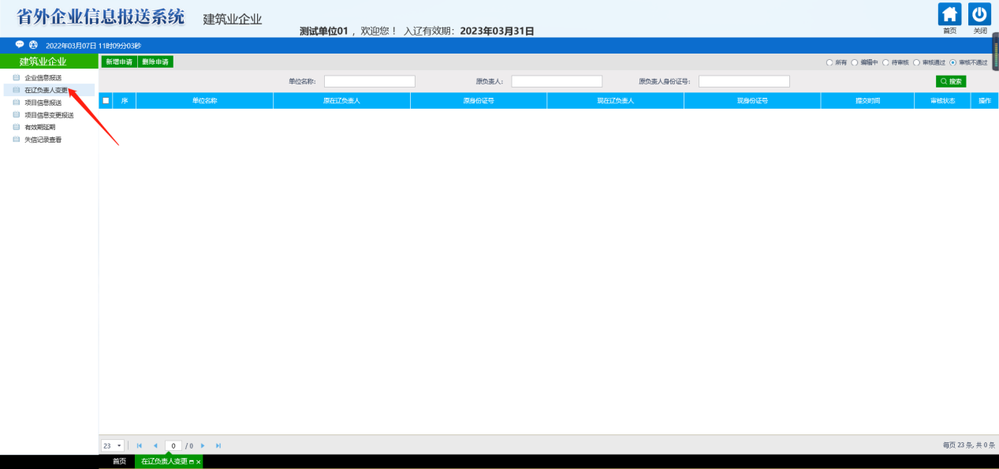 省外企业信息报送系统 建筑业企业
测试单位01 ，欢迎您！ 入辽有效期：2023年03月31日
首页 关闭
2022年03月07日 11时09分03秒
建筑业企业
企业信息报送
在辽负责人变更
项目信息报送
项目信息变更报送
有效期延期
失信记录查看
新增申请 删除申请 所有 编辑中 待审核 审核通过 审核不通过
单位名称： 原负责人： 原负责人身份证号： 搜索
序 单位名称 原在辽负责人 原身份证号 现在辽负责人 现身份证号 提交时间 审核状态 操作
23 0 / 0 每页 23 条, 共 0 条
首页 在辽负责人变更